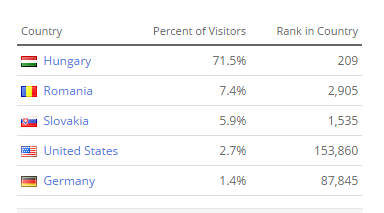 Country Percent of Visitors Rank in Country
Hungary 71.5% 209
Romania 7.4% 2,905
Slovakia 5.9% 1,535
United States 2.7% 153,860
Germany 1.4% 87,845